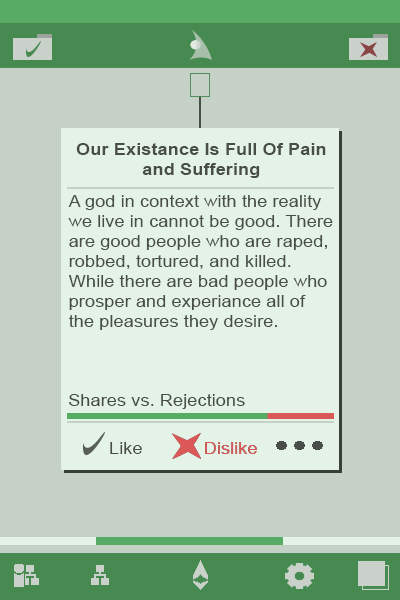 Our Existance Is Full Of Pain
and Suffering
A god in context with the reality
we live in cannot be good. There
are good people who are raped,
robbed, tortured, and killed.
While there are bad people who
prosper and experiance all of
the pleasures they desire.
Shares vs. Rejections
Like Dislike